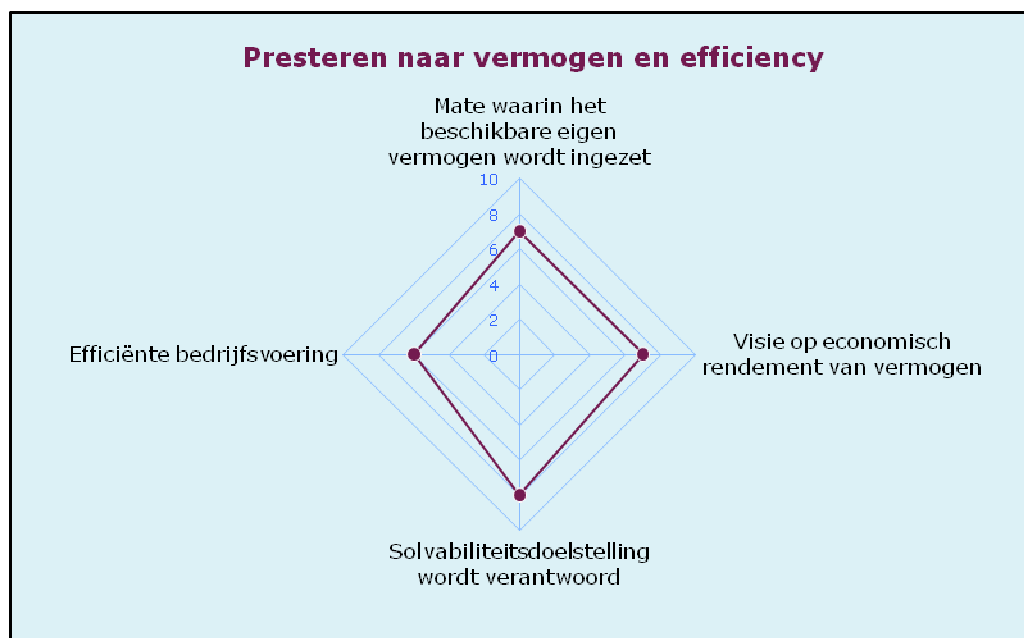 Presteren naar vermogen en efficiency
Mate waarin het
beschikbare eigen
vermogen wordt ingezet
10
8
6
4
2
0
Efficiënte bedrijfsvoering
Visie op economisch
rendement van vermogen
Solvabiliteitsdoelstelling
wordt verantwoord